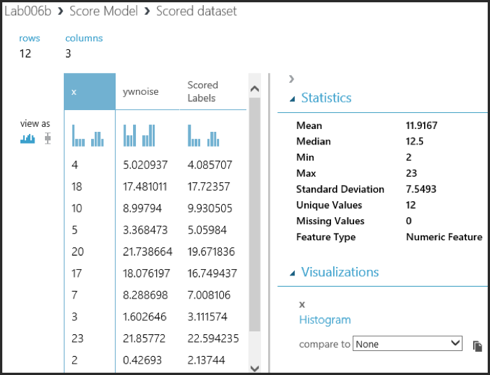 Lab006b > Score Model > Scored dataset
rows columns
12 3
view as
x ywnoise Scored Labels
4 5.020937 4.085707
18 17.481011 17.72357
10 8.99794 9.930505
5 3.368473 5.05984
20 21.738664 19.671836
17 18.076197 16.749437
7 8.288698 7.008106
3 1.602646 3.111574
23 21.85772 22.594235
2 0.42693 2.13744
Statistics
Mean 11.9167
Median 12.5
Min 2
Max 23
Standard Deviation 7.5493
Unique Values 12
Missing Values 0
Feature Type Numeric Feature
Visualizations
x
Histogram
compare to None